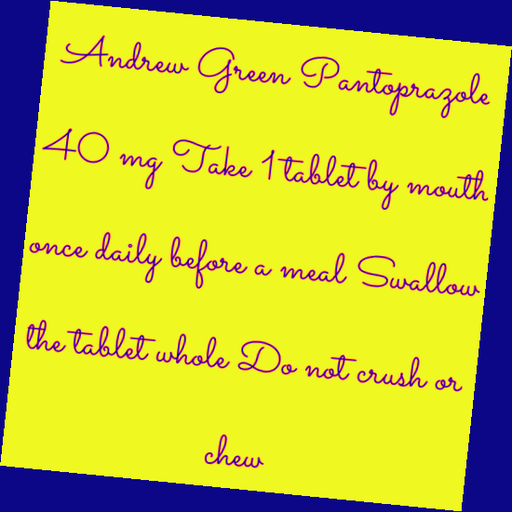 Andrew Green Pantoprazole
40 mg Take 1 tablet by mouth
once daily before a meal Swallow
the tablet whole Do not crush or
chew